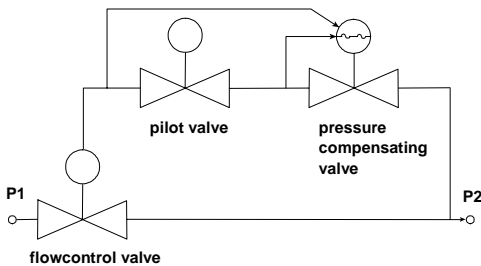 pilot valve
pressure
compensating
valve
P1
P2
flowcontrol valve